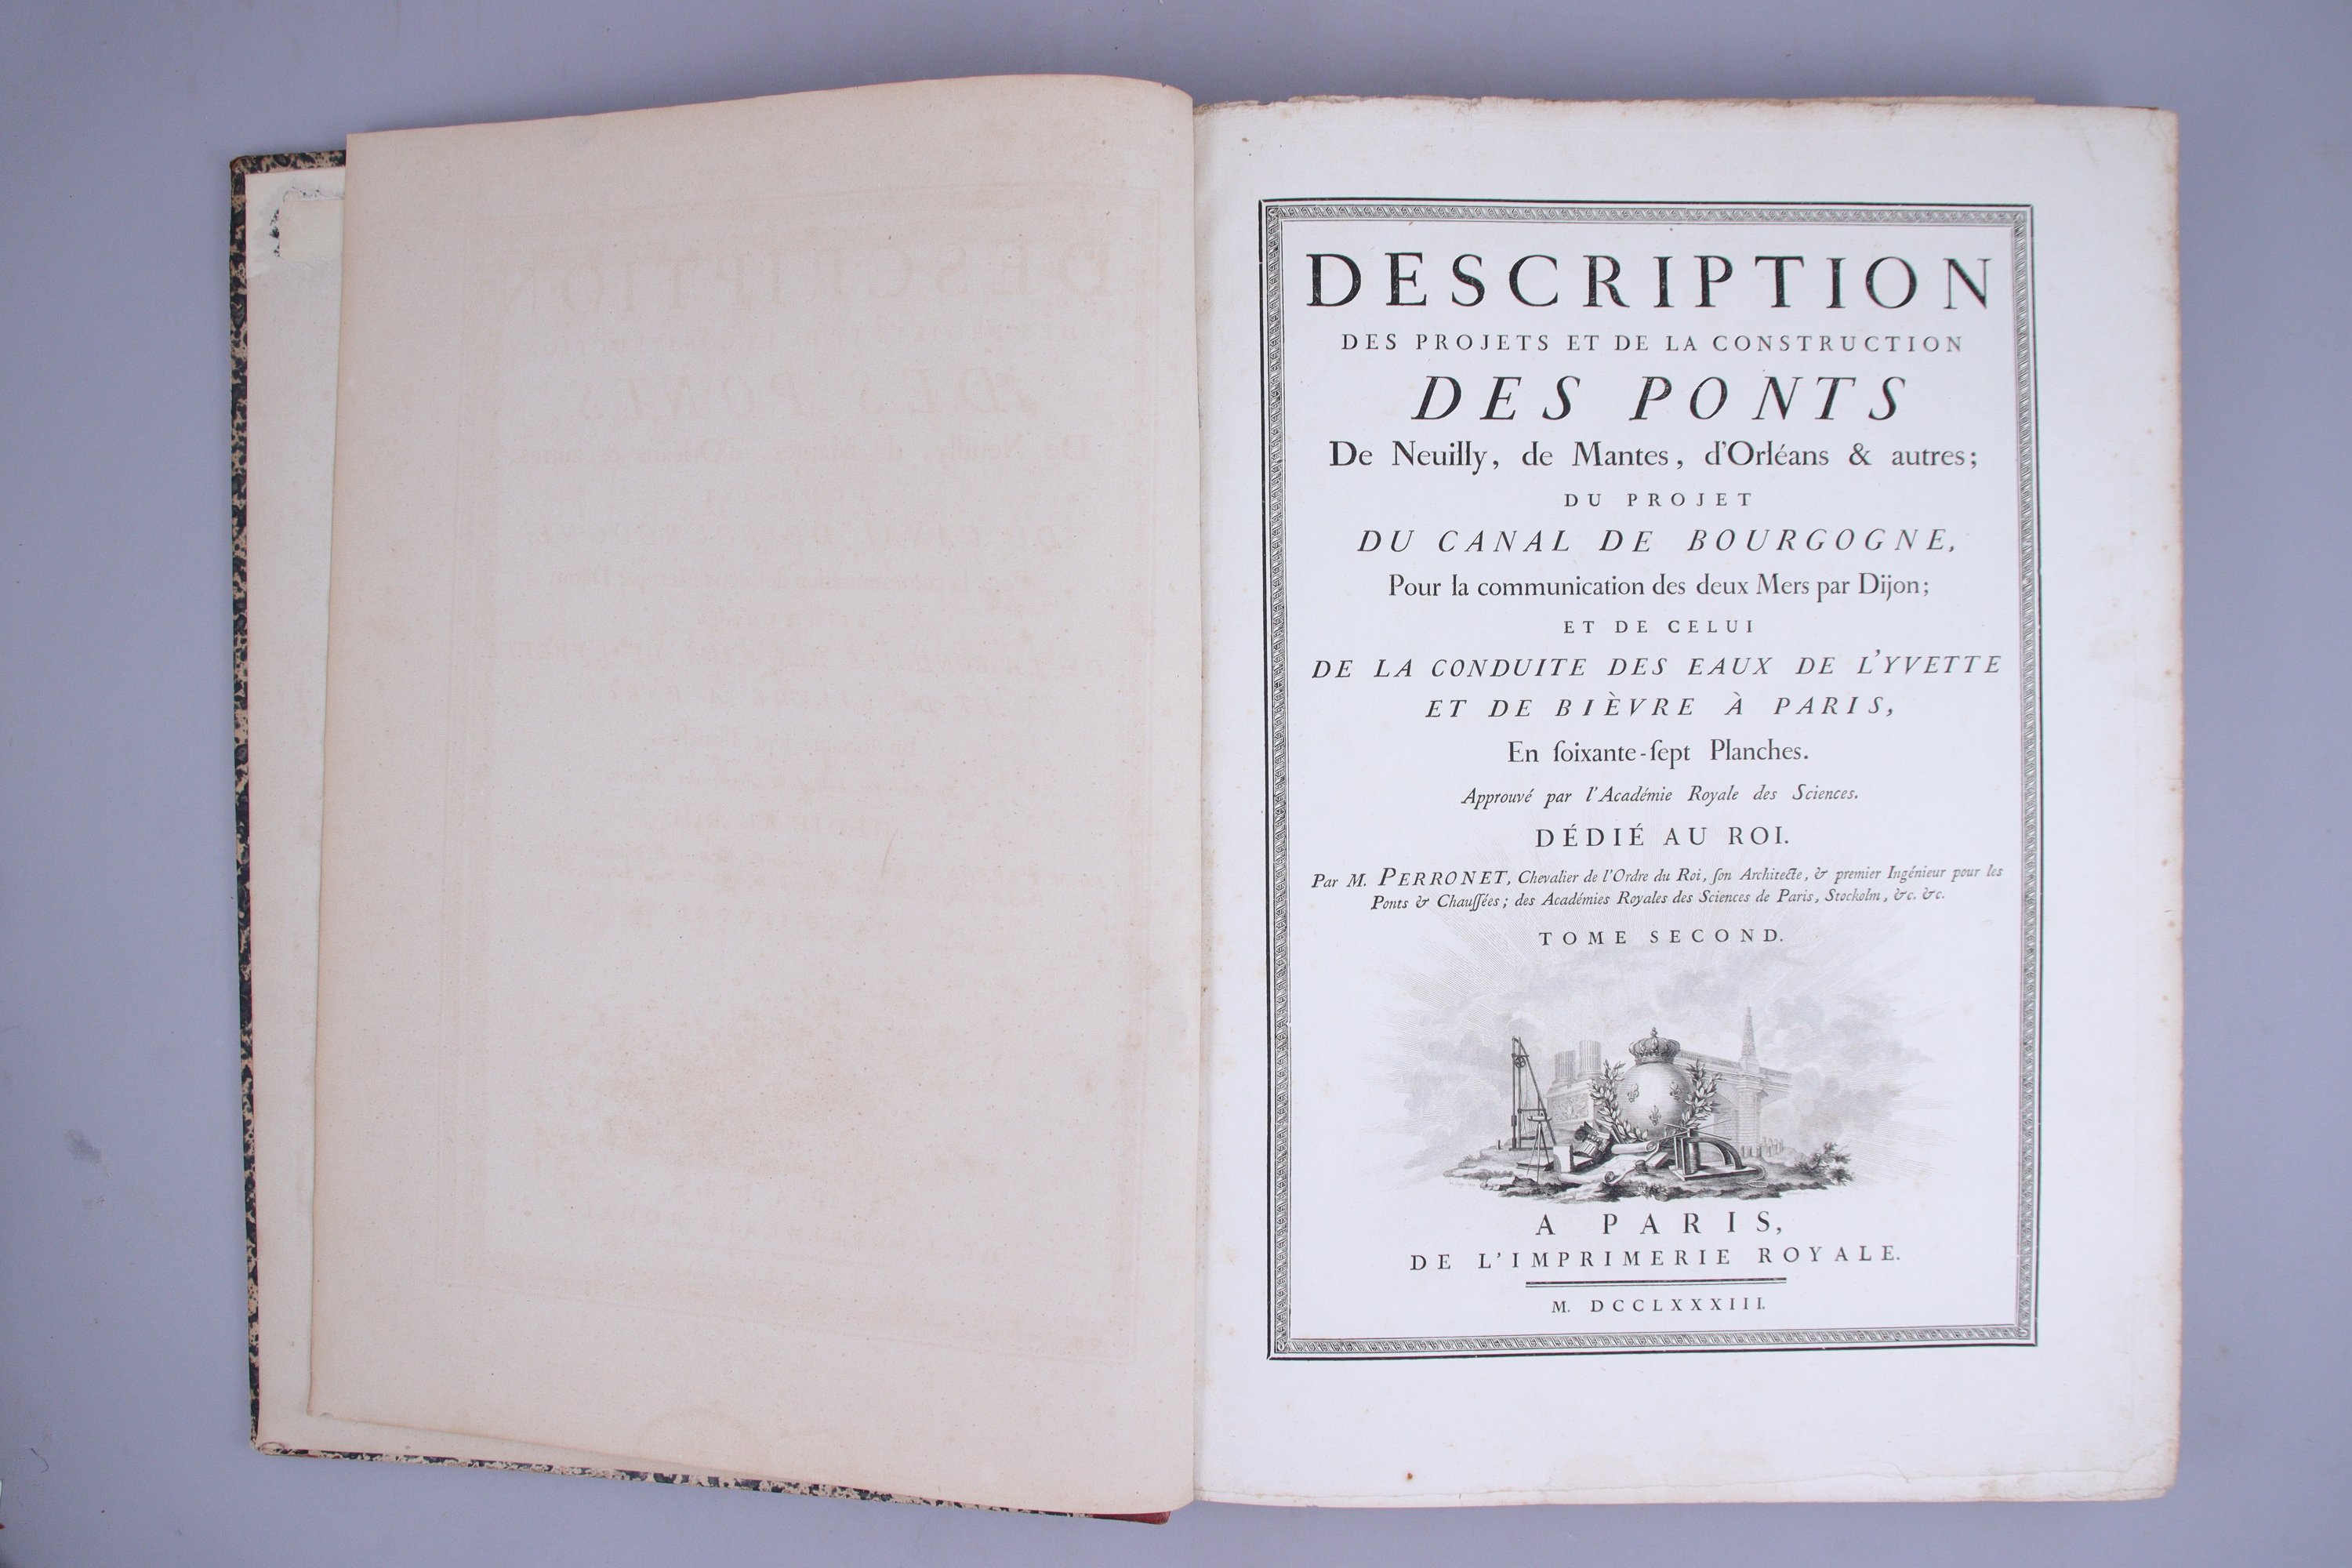 DESCRIPTION
DES PROJETS ET DE LA CONSTRUCTION
DES PONTS
De Neuilly, de Mantes, d'Orléans & autres;
DU PROJET
DU CANAL DE BOURGOGNE,
Pour la communication des deux Mers par Dijon;
ET DE CELUI
DE LA CONDUITE DES EAUX DE L'YVETTE
ET DE BIÈVRE À PARIS,
En ſoixante-ſept Planches.
Approuvé par l'Académie Royale des Sciences.
DÉDIÉ AU ROI.
Par M. PERRONET, Chevalier de l'Ordre du Roi, ſon Architecte, & premier Ingénieur pour les
Ponts & Chauſſées; des Académies Royales des Sciences de Paris, Stockolm, &c. &c.
TOME SECOND.
A PARIS,
DE L'IMPRIMERIE ROYALE.
M. DCCLXXXIII.